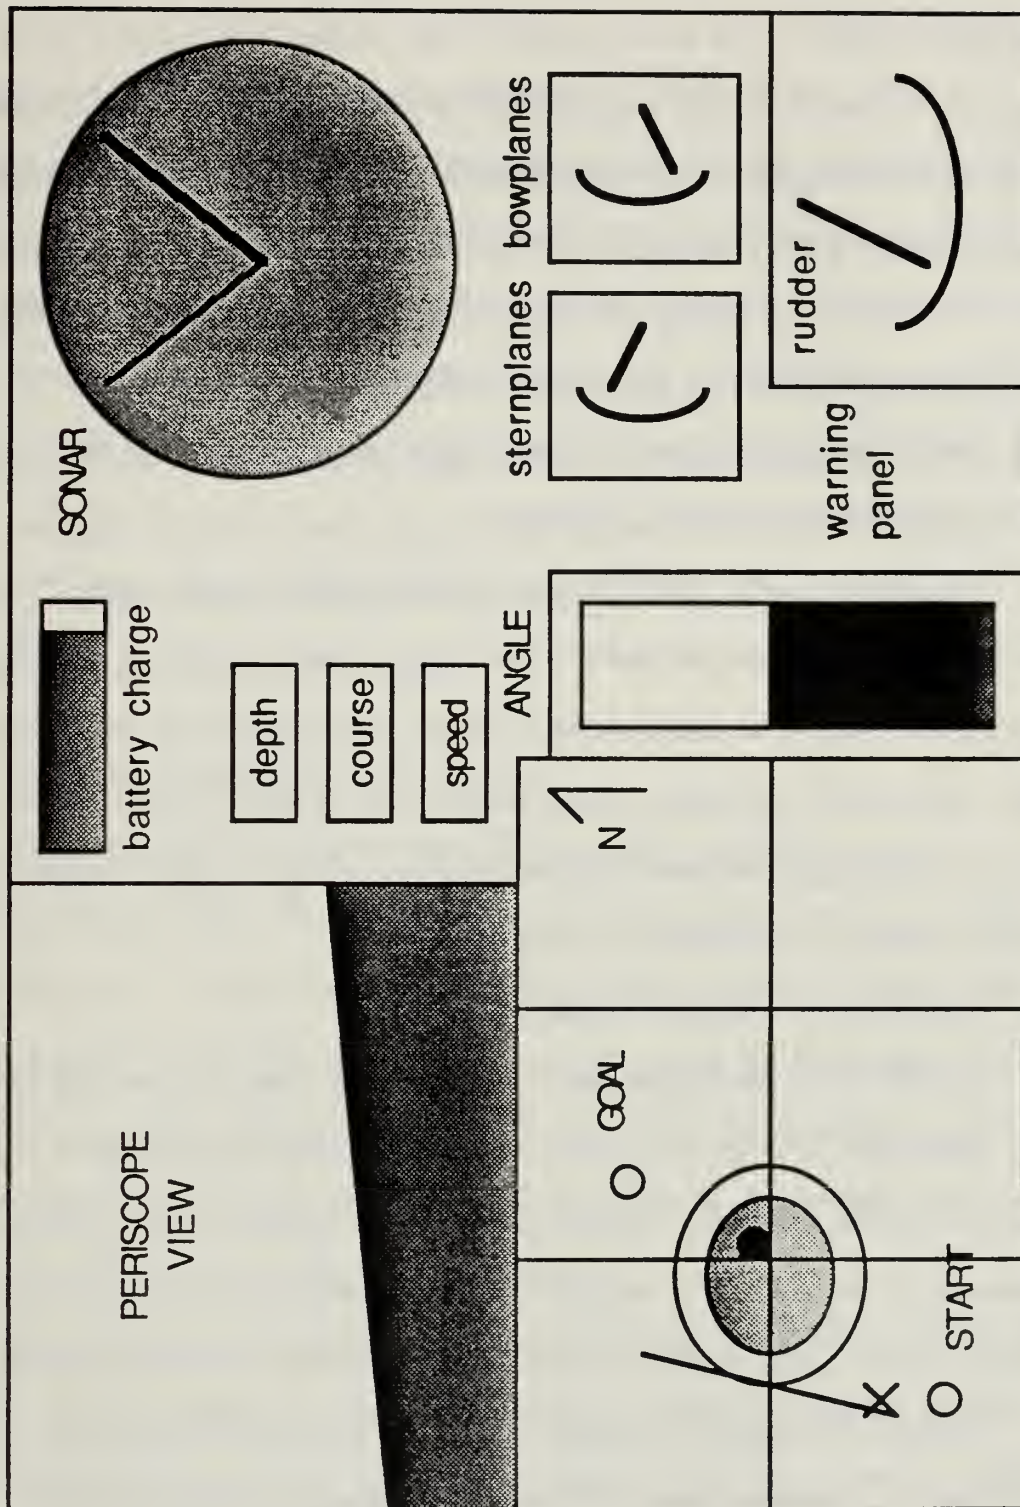 PERISCOPE
VIEW
battery charge
SONAR
depth
course
speed
ANGLE
sternplanes
bowplanes
N
GOAL
START
rudder
warning
panel